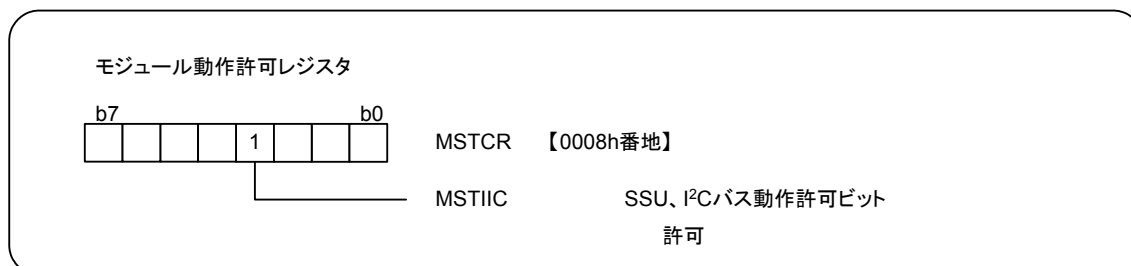 モジュール動作許可レジスタ
b7 b0
1 MSTCR 【0008h番地】
MSTIIC SSU、I²Cバス動作許可ビット
許可